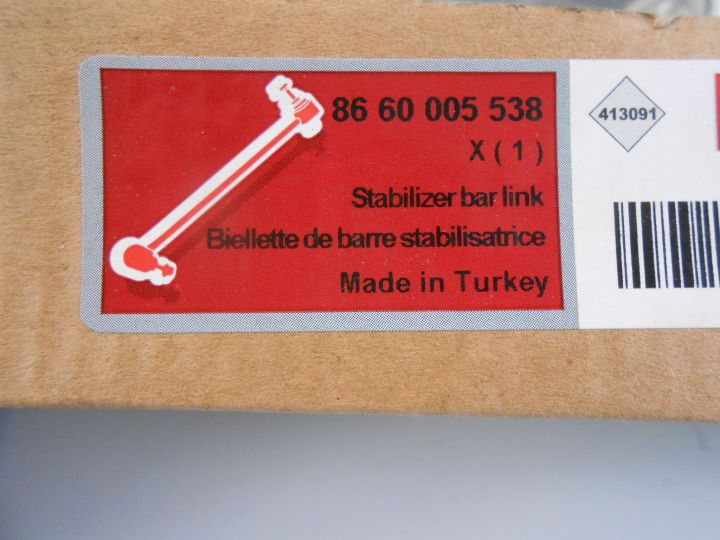 86 60 005 538
X ( 1 )
Stabilizer bar link
Biellette de barre stabilisatrice
Made in Turkey
413091